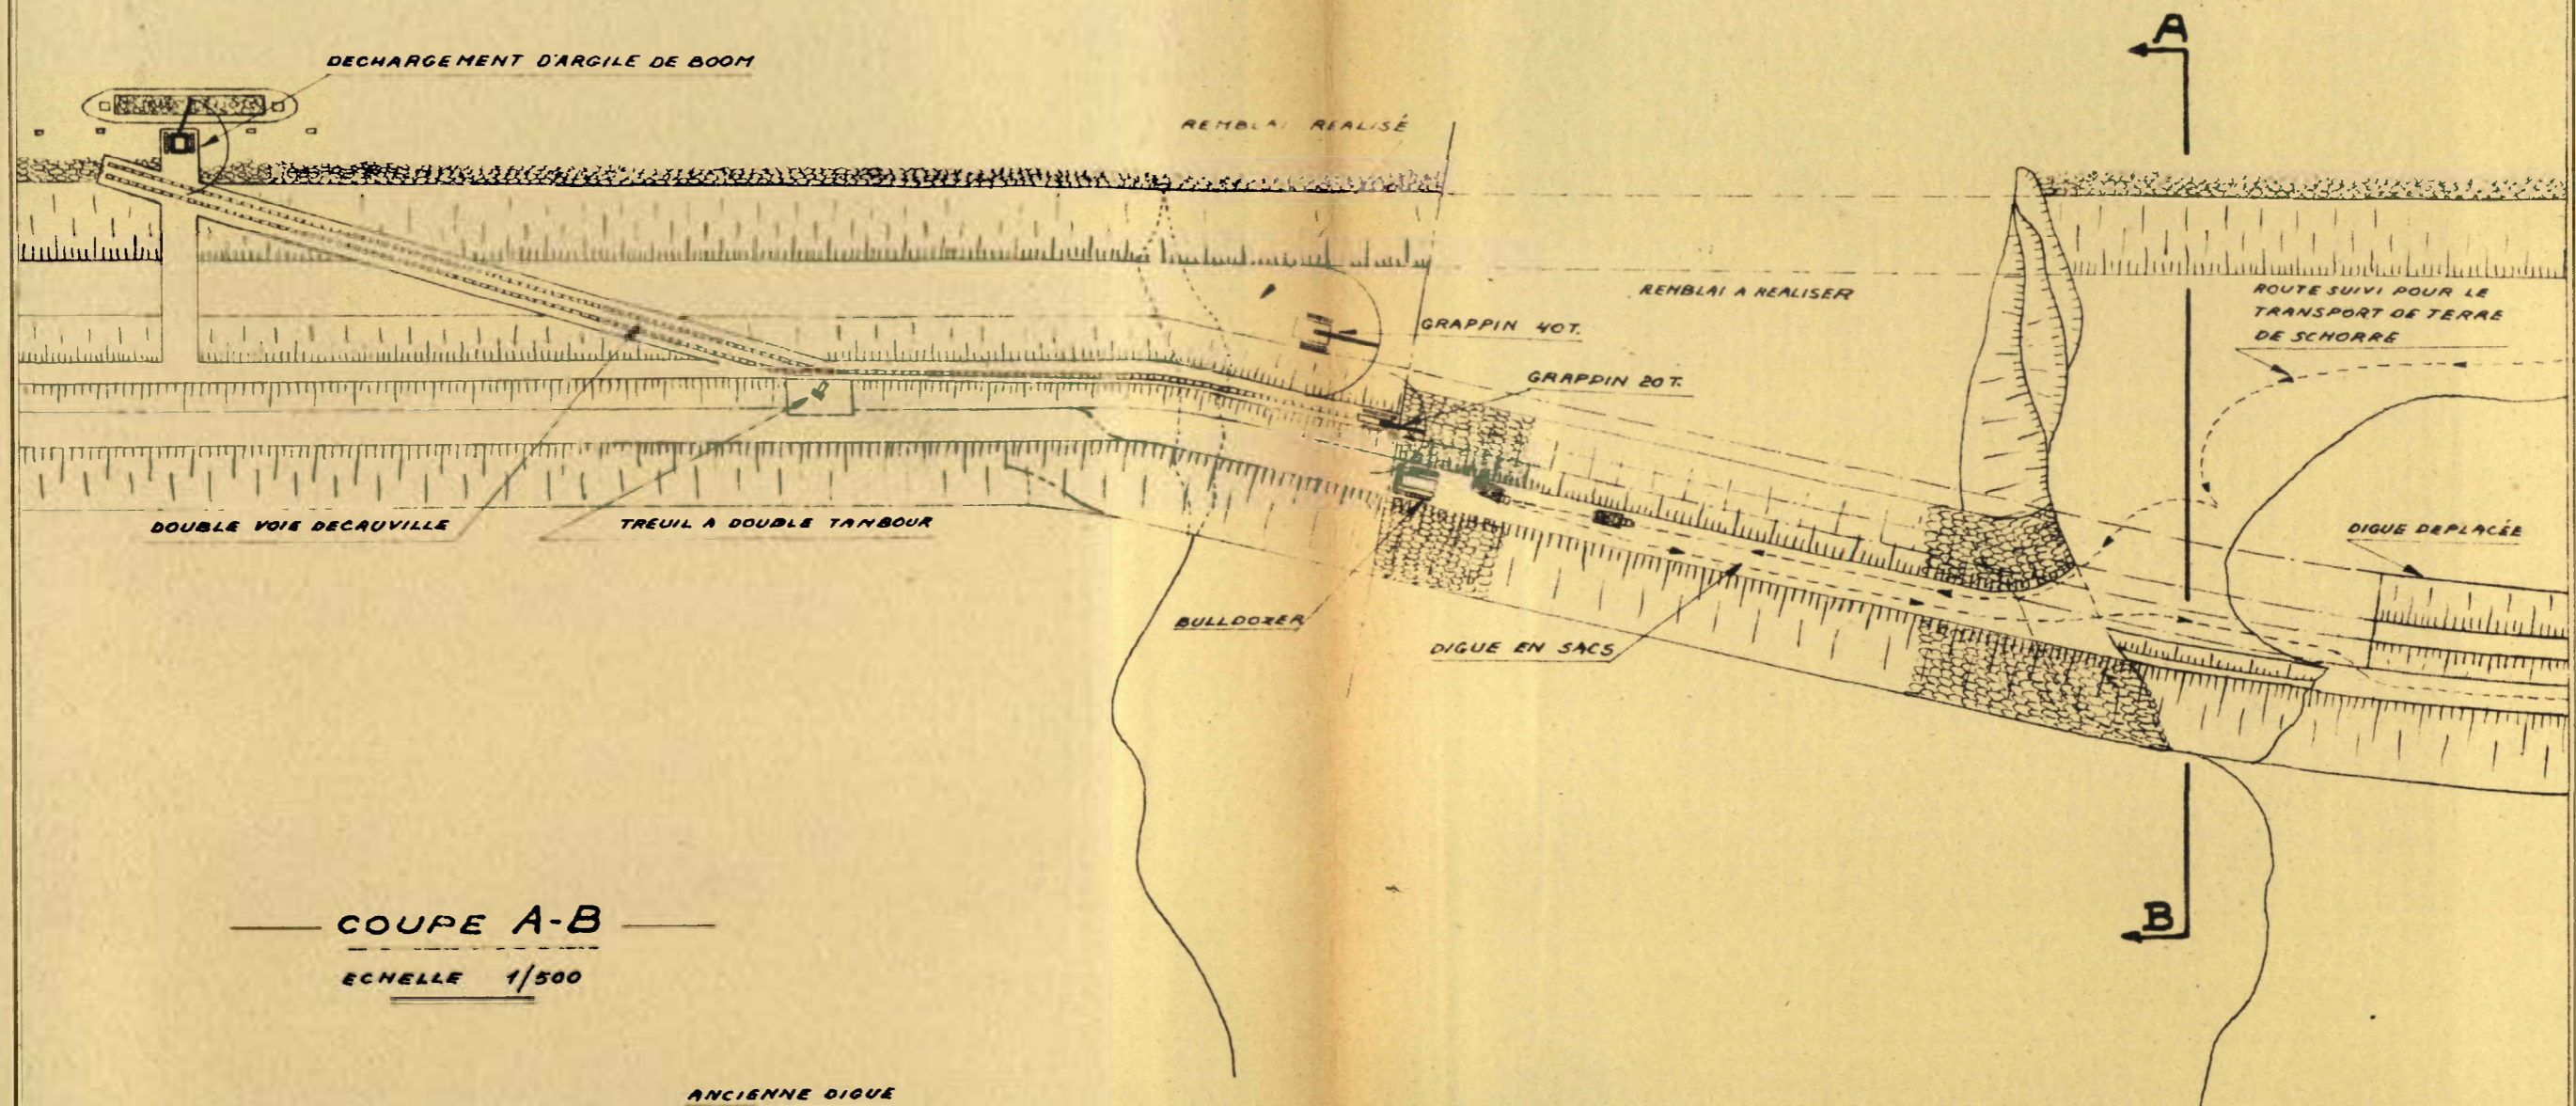 A
DECHARGEMENT D'ARGILE DE BOOM
REMBLAI REALISÉ
REMBLAI A REALISER
ROUTE SUIVI POUR LE
TRANSPORT DE TERRE
DE SCHORRE
GRAPPIN 40T.
GRAPPIN 20T.
DOUBLE VOIE DECAUVILLE
TREUIL A DOUBLE TAMBOUR
DIGUE DEPLACÉE
BULLDOZER
DIGUE EN SACS
B
COUPE A-B
ECHELLE 1/500
ANCIENNE DIGUE